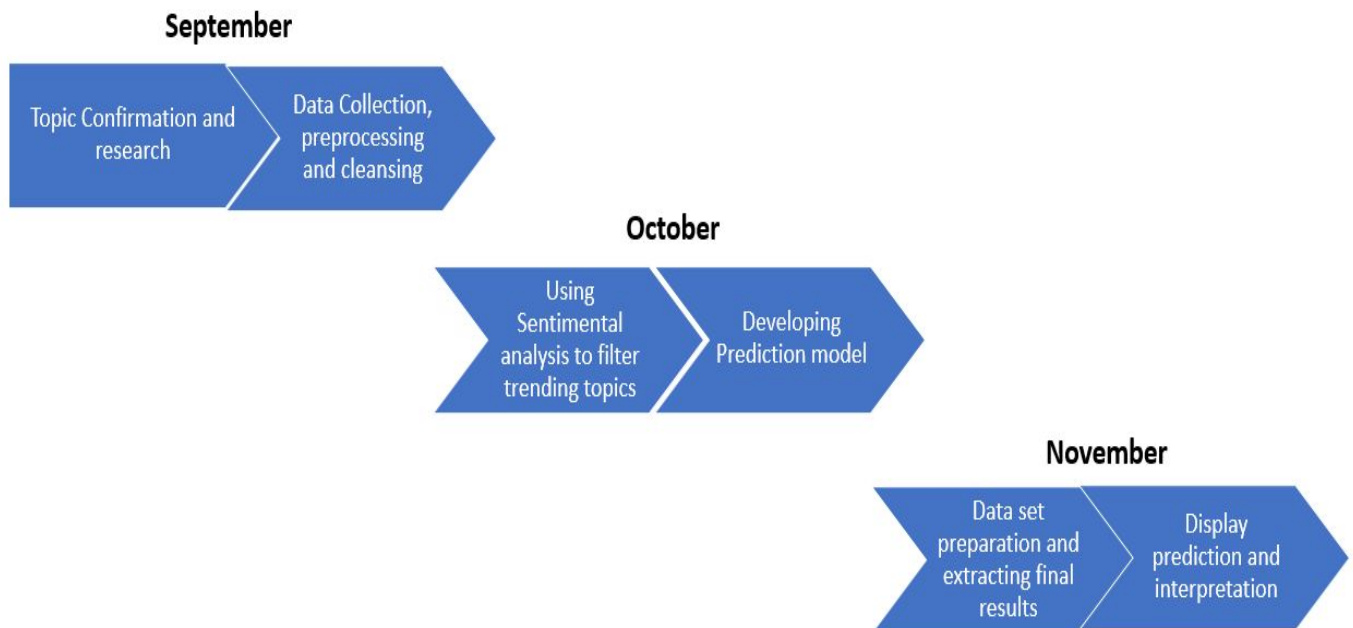 September
Topic Confirmation and
research
Data Collection,
preprocessing
and cleansing
October
Using
Sentimental
analysis to filter
trending topics
Developing
Prediction model
November
Data set
preparation and
extracting final
results
Display
prediction and
interpretation